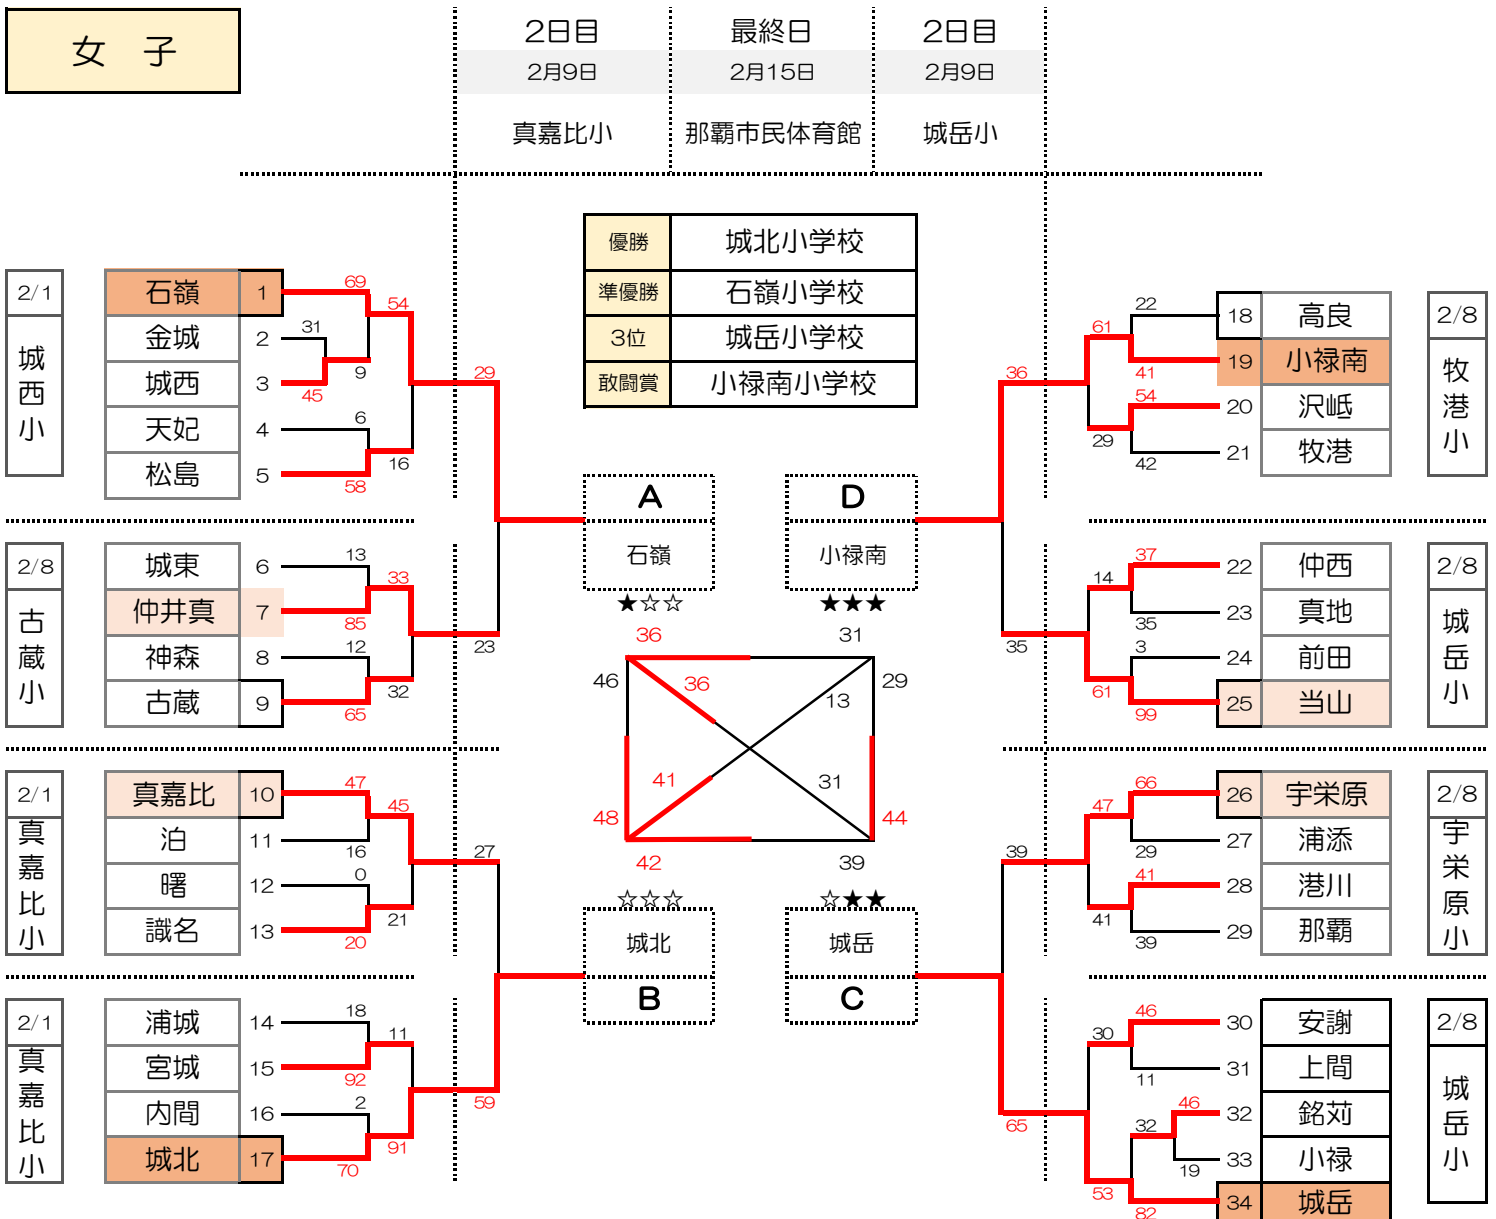 女　子
2日目 最終日 2日目
2月9日 2月15日 2月9日
真嘉比小 那覇市民体育館 城岳小
優勝 城北小学校
準優勝 石嶺小学校
3位 城岳小学校
敢闘賞 小禄南小学校
2/1
城西小
石嶺 1
金城 2
城西 3
天妃 4
松島 5
69
54
31
9
45
6
16
58
29
2/8
古蔵小
城東 6
仲井真 7
神森 8
古蔵 9
13
33
85
12
32
65
23
2/1
真嘉比小
真嘉比 10
泊 11
曙 12
識名 13
47
45
16
0
21
20
27
2/1
真嘉比小
浦城 14
宮城 15
内間 16
城北 17
18
11
92
2
91
70
59
A
石嶺
★☆☆
D
小禄南
★★★
36 31
46 36 13 29
48 41 31 44
42 39
☆☆☆
城北
B
☆★★
城岳
C
2/8
牧港小
18 高良
19 小禄南
20 沢岻
21 牧港
22
61
41
54
29
42
36
2/8
城岳小
22 仲西
23 真地
24 前田
25 当山
37
14
35
3
61
99
35
2/8
宇栄原小
26 宇栄原
27 浦添
28 港川
29 那覇
66
47
29
41
41
39
39
2/8
城岳小
30 安謝
31 上間
32 銘苅
33 小禄
34 城岳
46
30
11
46
32
19
53
82
65